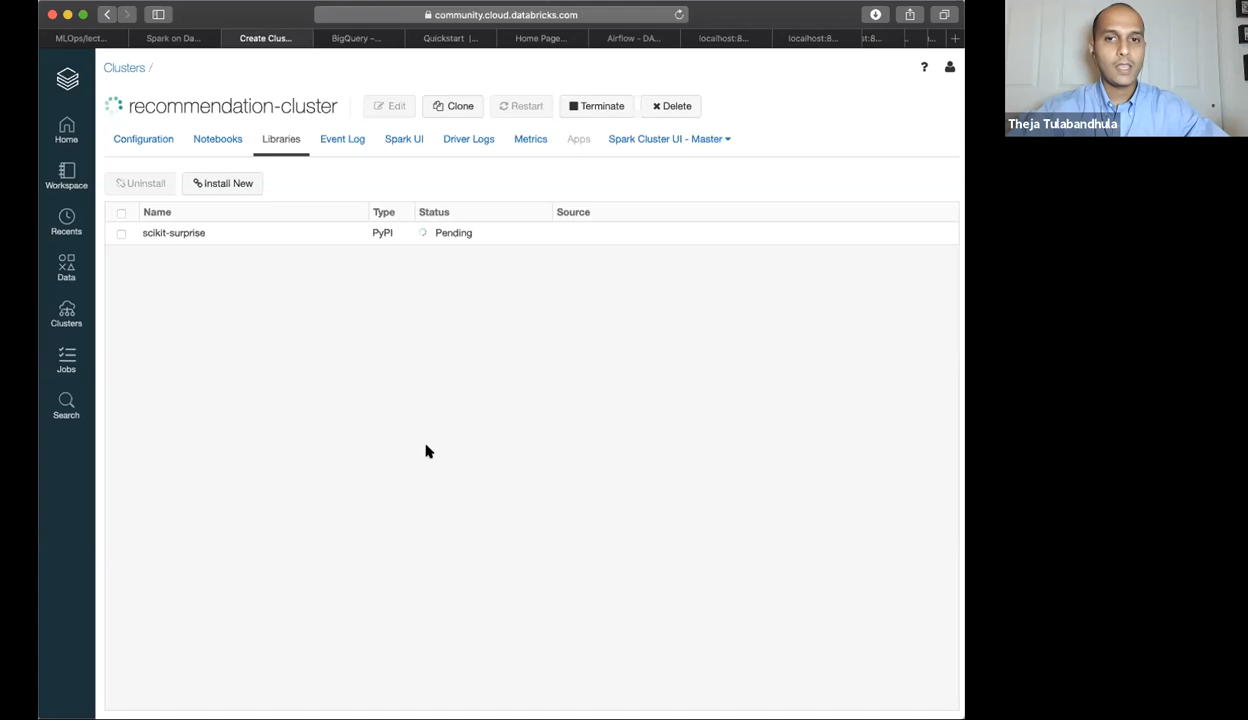 community.cloud.databricks.com
MLOps/lect... Spark on Da... Create Clus... BigQuery –... Quickstart |... Home Page... Airflow - DA... localhost:8... localhost:8...
Clusters /
?
recommendation-cluster
Edit Clone Restart Terminate Delete
Configuration Notebooks Libraries Event Log Spark UI Driver Logs Metrics Apps Spark Cluster UI - Master
Uninstall Install New
Name Type Status Source
scikit-surprise PyPI Pending
Home
Workspace
Recents
Data
Clusters
Jobs
Search
Theja Tulabandhula